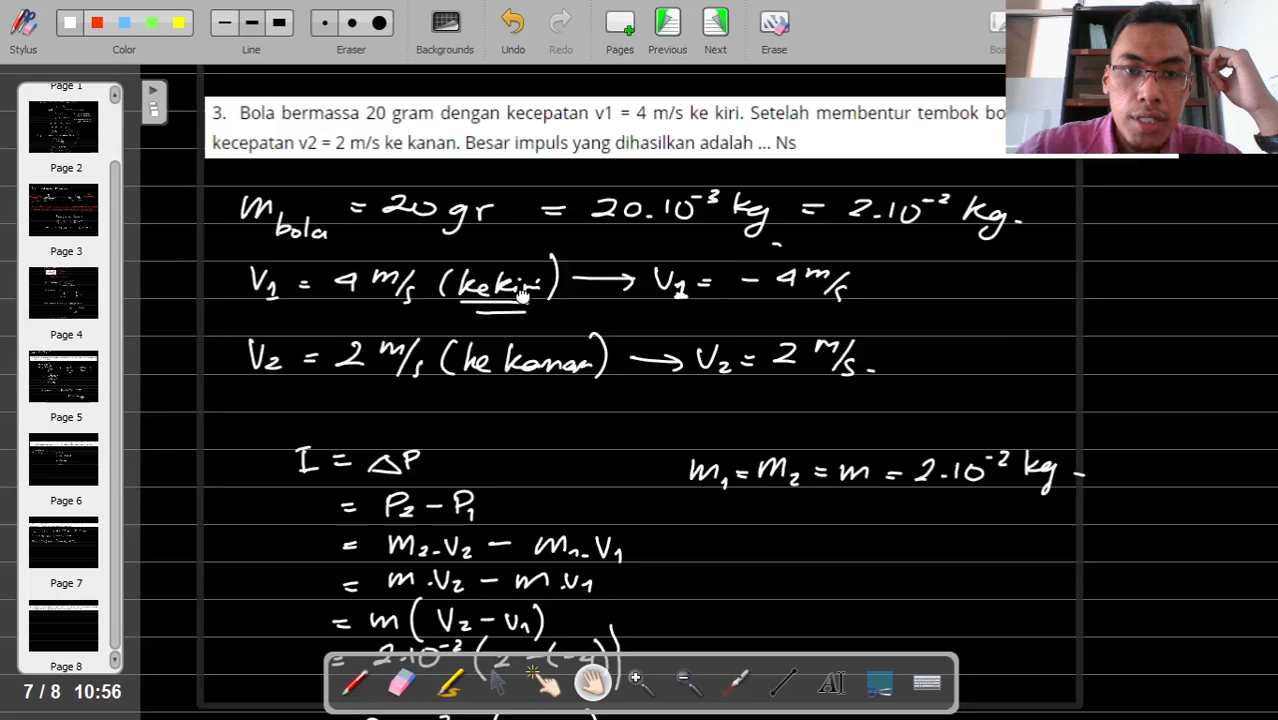 Stylus
Color
Line
Eraser
Backgrounds
Undo
Redo
Pages
Previous
Next
Erase
Page 1
Page 2
Page 3
Page 4
Page 5
Page 6
Page 7
Page 8
7 / 8 10:56
3. Bola bermassa 20 gram dengan kecepatan v1 = 4 m/s ke kiri. Setelah membentur tembok bo
kecepatan v2 = 2 m/s ke kanan. Besar impuls yang dihasilkan adalah ... Ns
m bola = 20 gr = 20.10⁻³ kg = 2.10⁻² kg.
V₁ = 4 m/s (ke kiri) → V₁ = - 4 m/s
V₂ = 2 m/s (ke kanan) → V₂ = 2 m/s.
I = ΔP
= P₂ - P₁
= m₂.V₂ - m₁.V₁
= m.V₂ - m.V₁
= m(V₂ - V₁)
= 2.10⁻² (2 - (-4))
m₁ = m₂ = m = 2.10⁻² kg -